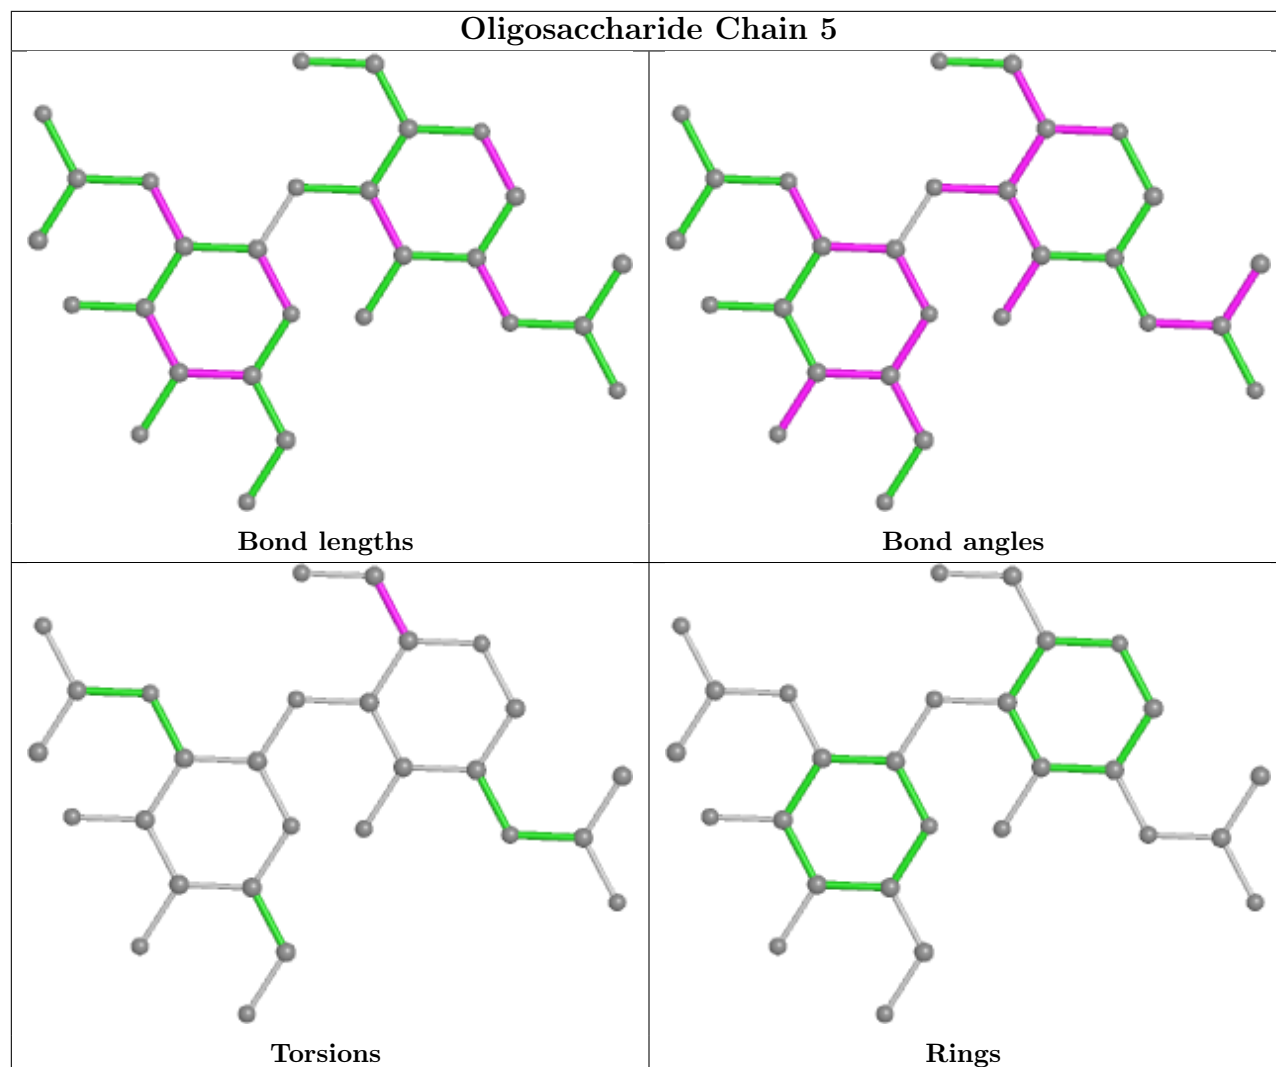 Oligosaccharide Chain 5
Bond lengths
Bond angles
Torsions
Rings